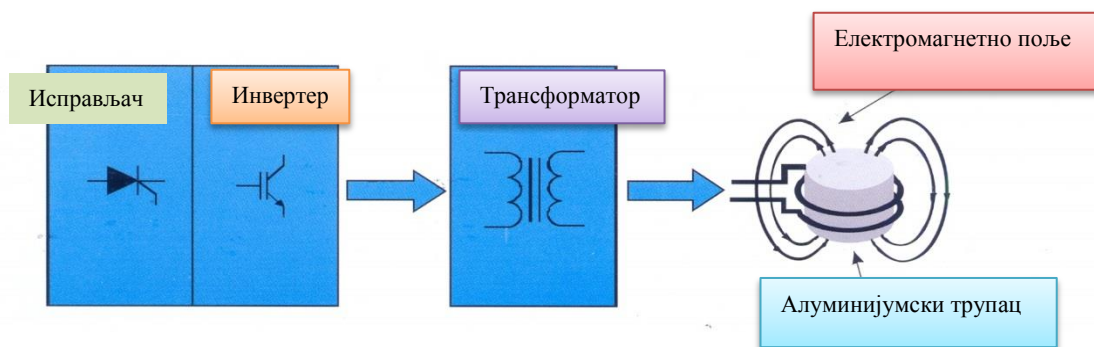 Електромагнетно поље
Исправљач
Инвертер
Трансформатор
Алуминијумски трупац